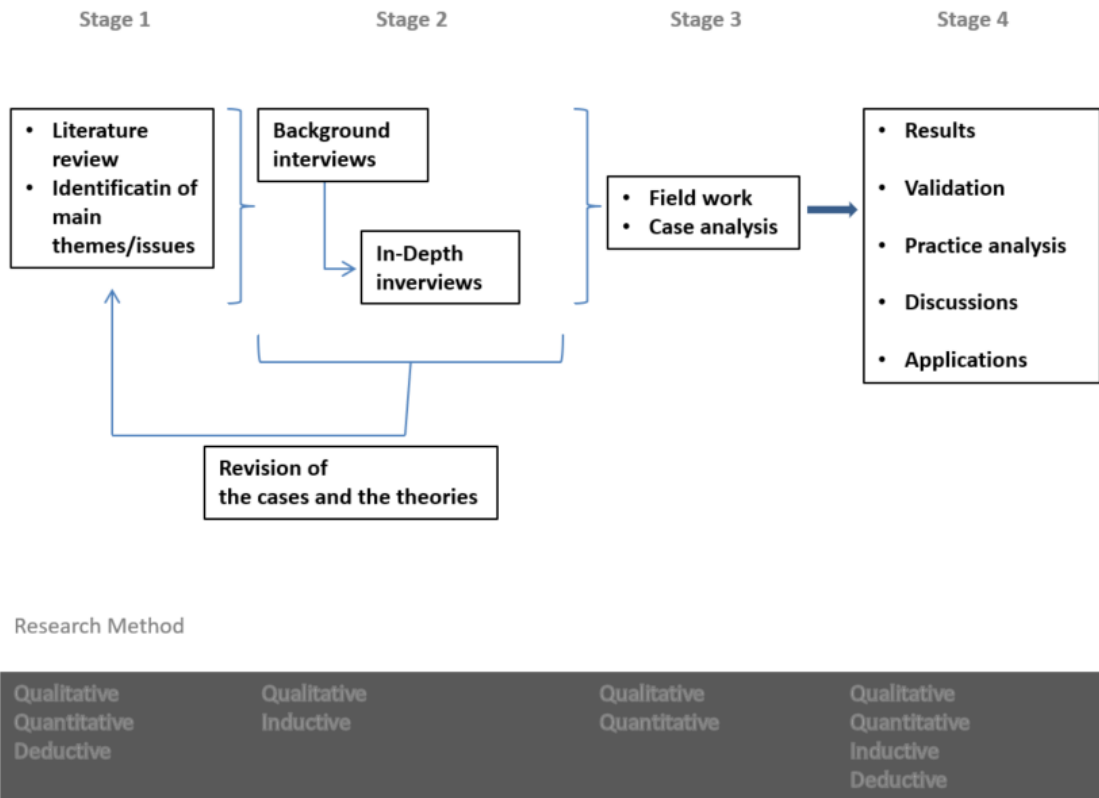 Stage 1
Stage 2
Stage 3
Stage 4
• Literature
review
• Identificatin of
main
themes/issues
Background
interviews
In-Depth
inverviews
• Field work
• Case analysis
• Results
• Validation
• Practice analysis
• Discussions
• Applications
Revision of
the cases and the theories
Research Method
Qualitative
Quantitative
Deductive
Qualitative
Inductive
Qualitative
Quantitative
Qualitative
Quantitative
Inductive
Deductive